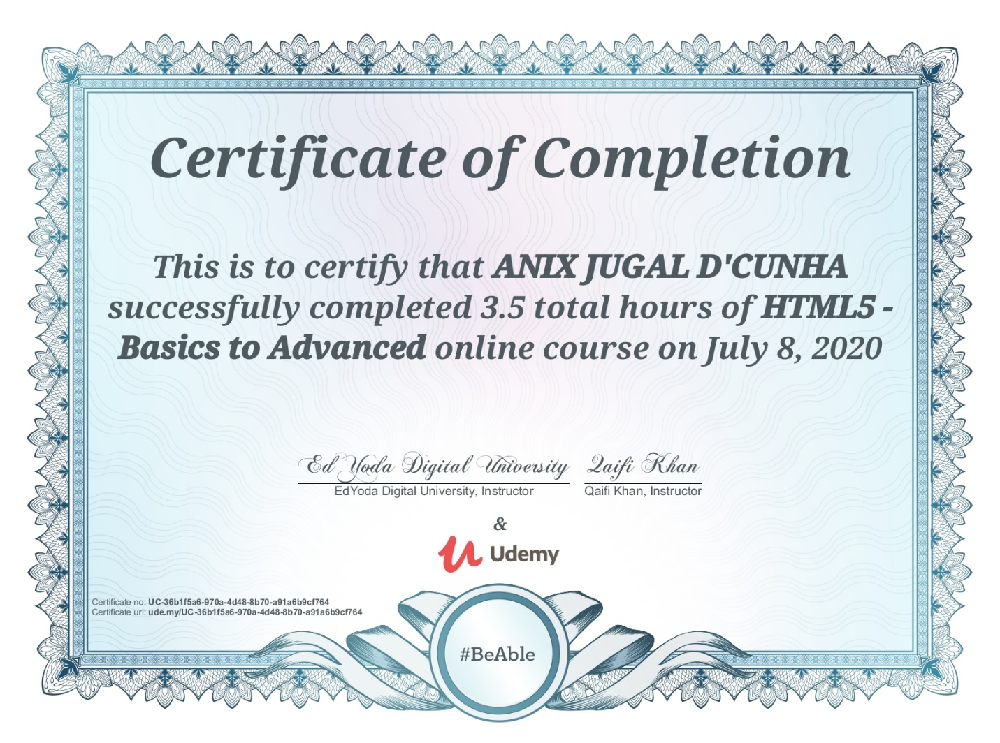 Certificate of Completion
This is to certify that ANIX JUGAL D'CUNHA
successfully completed 3.5 total hours of HTML5 -
Basics to Advanced online course on July 8, 2020
Ed Yoda Digital University Qaifi Khan
EdYoda Digital University, Instructor Qaifi Khan, Instructor
&
Udemy
Certificate no: UC-36b1f5a6-970a-4d48-8b70-a91a6b9cf764
Certificate url: ude.my/UC-36b1f5a6-970a-4d48-8b70-a91a6b9cf764
#BeAble